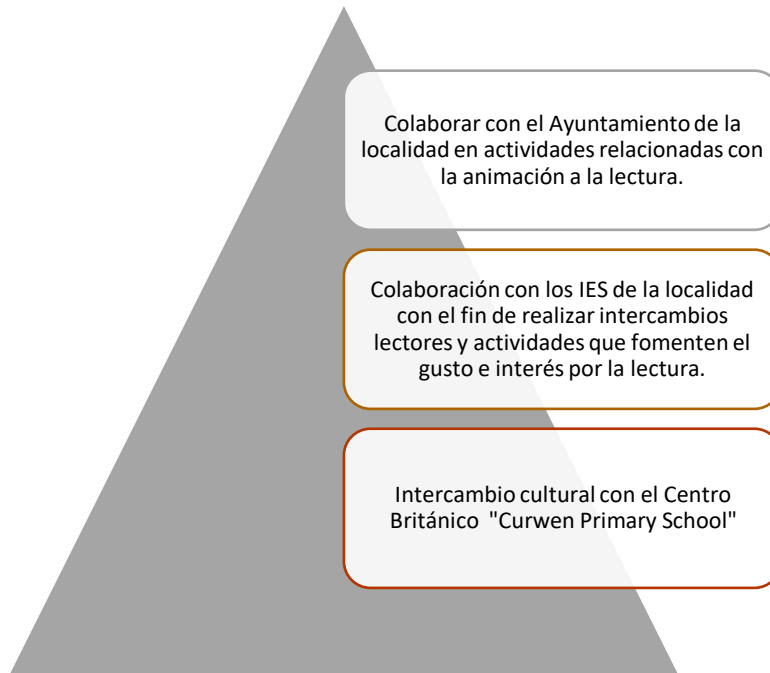 Colaborar con el Ayuntamiento de la
localidad en actividades relacionadas con
la animación a la lectura.
Colaboración con los IES de la localidad
con el fin de realizar intercambios
lectores y actividades que fomenten el
gusto e interés por la lectura.
Intercambio cultural con el Centro
Británico "Curwen Primary School"